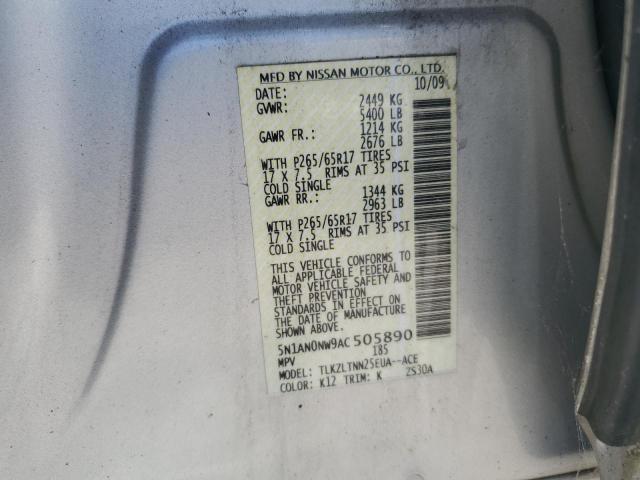 MFD BY NISSAN MOTOR CO., LTD.
DATE: 10/09
GVWR: 2449 KG
5400 LB
GAWR FR.: 1214 KG
2676 LB
WITH P265/65R17 TIRES
17 X 7.5 RIMS AT 35 PSI
COLD SINGLE
GAWR RR.: 1344 KG
2963 LB
WITH P265/65R17 TIRES
17 X 7.5 RIMS AT 35 PSI
COLD SINGLE
THIS VEHICLE CONFORMS TO
ALL APPLICABLE FEDERAL
MOTOR VEHICLE SAFETY AND
THEFT PREVENTION
STANDARDS IN EFFECT ON
THE DATE OF MANUFACTURE
SHOWN ABOVE.
5N1AN0NW9AC505890
MPV 185
MODEL: TLKZLTNN25EUA--ACE
COLOR: K12 TRIM: K ZS30A